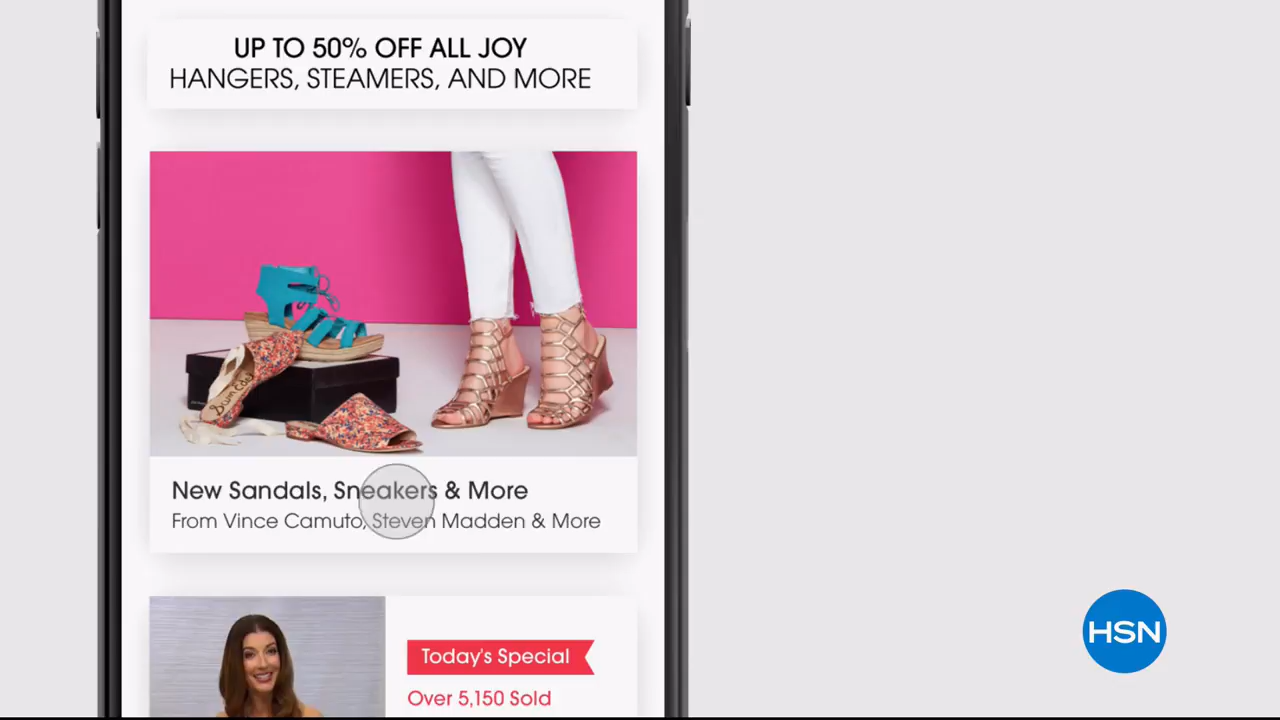 UP TO 50% OFF ALL JOY
HANGERS, STEAMERS, AND MORE
New Sandals, Sneakers & More
From Vince Camuto, Steven Madden & More
Today's Special
Over 5,150 Sold
HSN